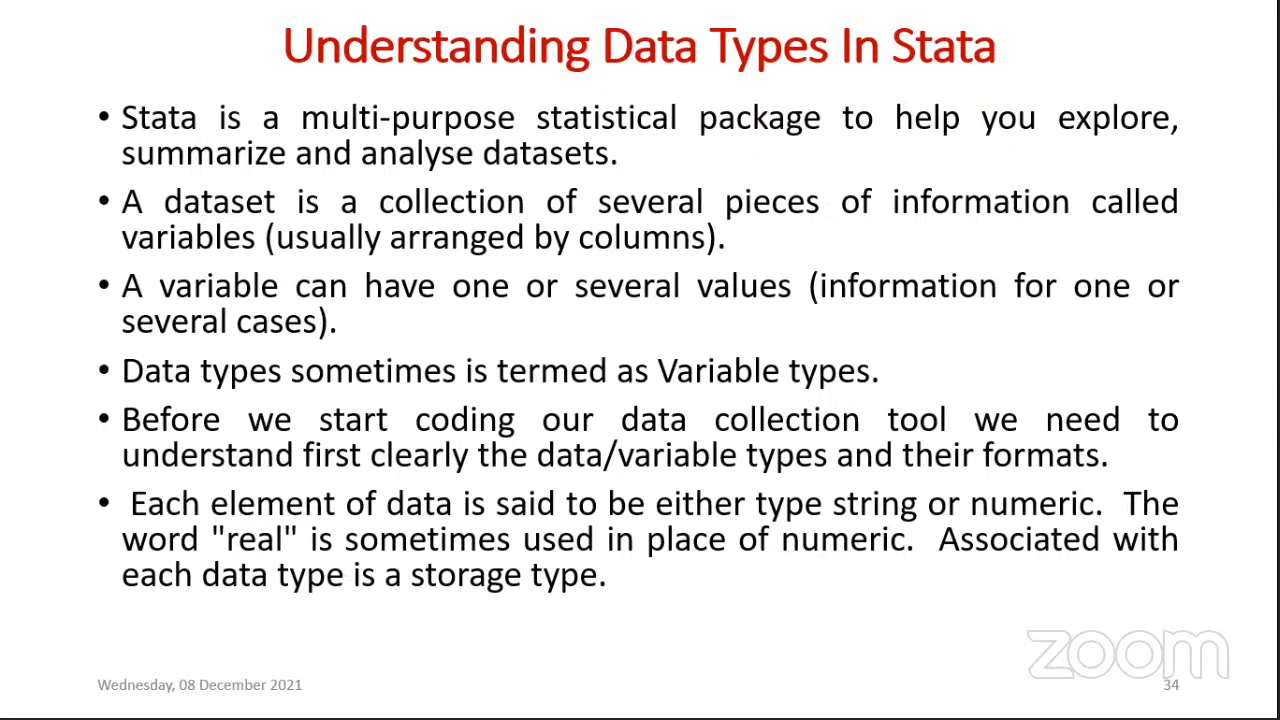 Understanding Data Types In Stata
• Stata is a multi-purpose statistical package to help you explore,
summarize and analyse datasets.
• A dataset is a collection of several pieces of information called
variables (usually arranged by columns).
• A variable can have one or several values (information for one or
several cases).
• Data types sometimes is termed as Variable types.
• Before we start coding our data collection tool we need to
understand first clearly the data/variable types and their formats.
• Each element of data is said to be either type string or numeric. The
word "real" is sometimes used in place of numeric. Associated with
each data type is a storage type.
zoom
Wednesday, 08 December 2021
34